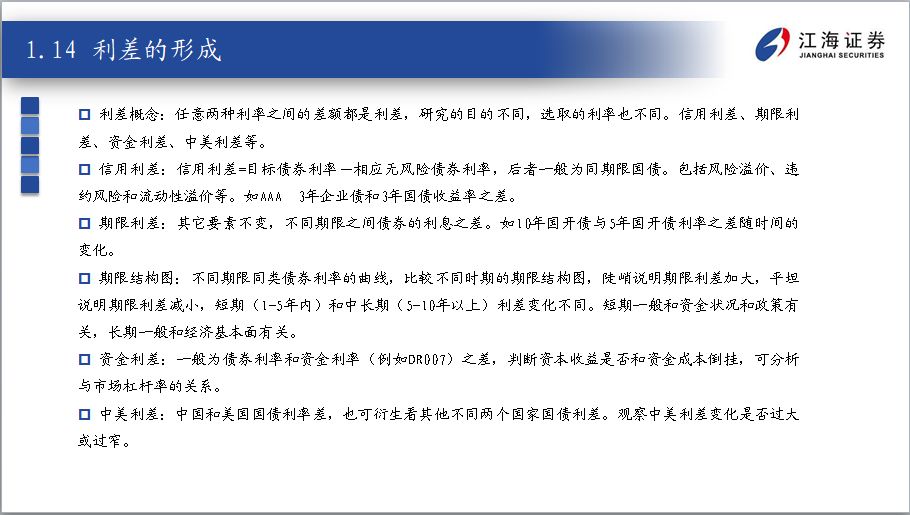 1.14 利差的形成
江海证券
JIANGHAI SECURITIES
利差概念：任意两种利率之间的差额都是利差，研究的目的不同，选取的利率也不同。信用利差、期限利
差、资金利差、中美利差等。
信用利差：信用利差=目标债券利率－相应无风险债券利率，后者一般为同期限国债。包括风险溢价、违
约风险和流动性溢价等。如AAA 3年企业债和3年国债收益率之差。
期限利差：其它要素不变，不同期限之间债券的利息之差。如10年国开债与5年国开债利率之差随时间的
变化。
期限结构图：不同期限同类债券利率的曲线，比较不同时期的期限结构图，陡峭说明期限利差加大，平坦
说明期限利差减小，短期（1-5年内）和中长期（5-10年以上）利差变化不同。短期一般和资金状况和政策有
关，长期一般和经济基本面有关。
资金利差：一般为债券利率和资金利率（例如DR007）之差，判断资本收益是否和资金成本倒挂，可分析
与市场杠杆率的关系。
中美利差：中国和美国国债利率差，也可衍生看其他不同两个国家国债利差。观察中美利差变化是否过大
或过窄。